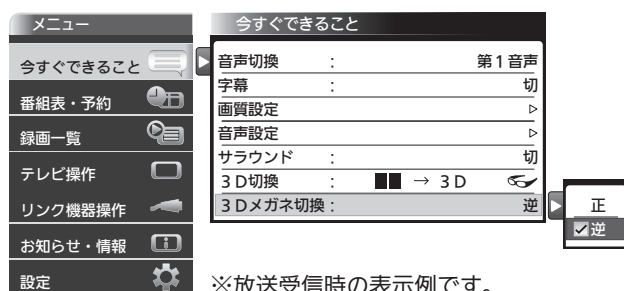 メニュー
今すぐできること
番組表・予約
録画一覧
テレビ操作
リンク機器操作
お知らせ・情報
設定
今すぐできること
音声切換 : 第1音声
字幕 : 切
画質設定
音声設定
サラウンド : 切
3D切換 : → 3D
3Dメガネ切換 : 逆
正
逆
※放送受信時の表示例です。